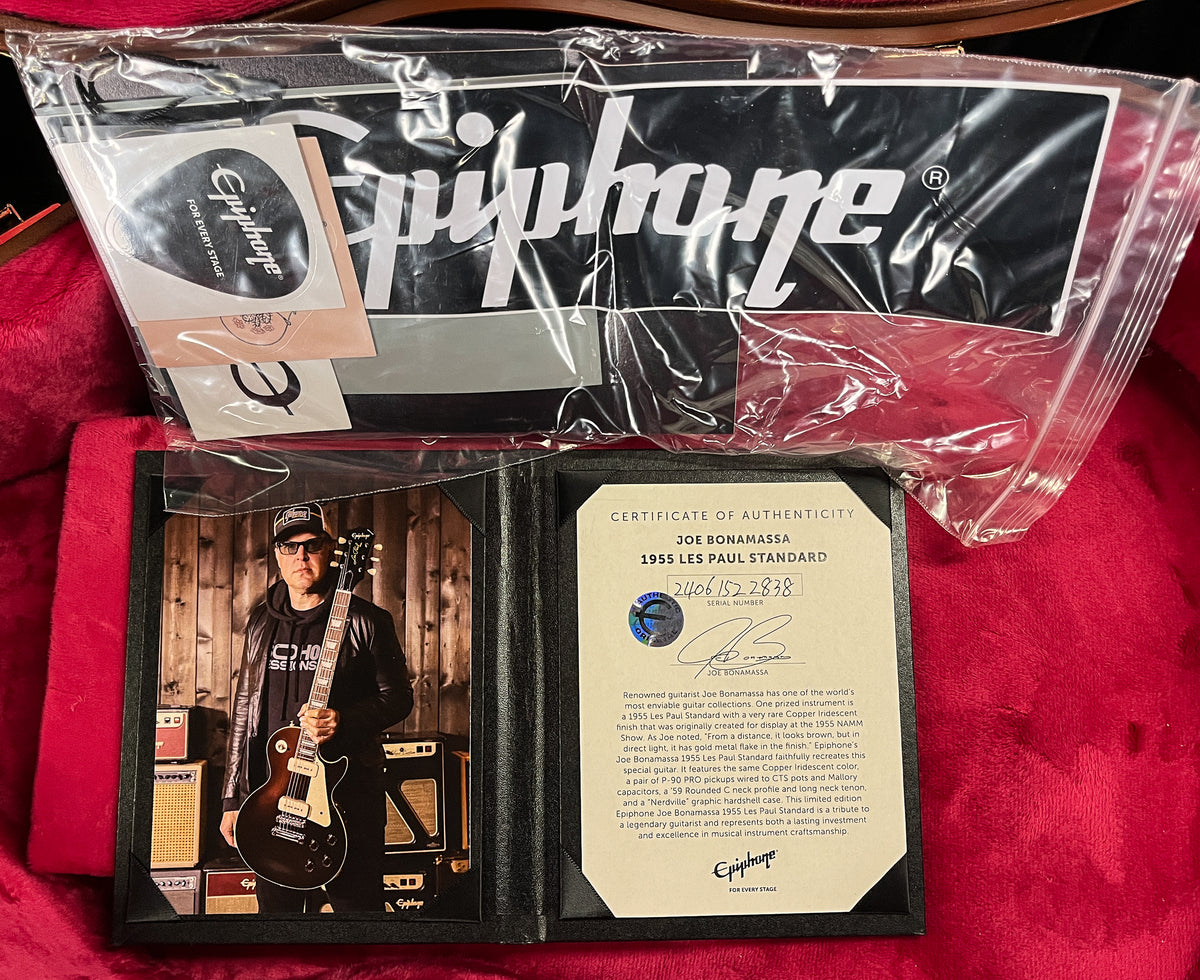 Epiphone®
Epiphone®
FOR EVERY STAGE
CERTIFICATE OF AUTHENTICITY
JOE BONAMASSA
1955 LES PAUL STANDARD
2406 152 2838
SERIAL NUMBER
JOE BONAMASSA
Renowned guitarist Joe Bonamassa has one of the world's
most enviable guitar collections. One prized instrument is
a 1955 Les Paul Standard with a very rare Copper Iridescent
finish that was originally created for display at the 1955 NAMM
Show. As Joe noted, "From a distance, it looks brown, but in
direct light, it has gold metal flake in the finish." Epiphone's
Joe Bonamassa 1955 Les Paul Standard faithfully recreates this
special guitar. It features the same Copper Iridescent color,
a pair of P-90 PRO pickups wired to CTS pots and Mallory
capacitors, a '59 Rounded C neck profile and long neck tenon,
and a "Nerdville" graphic hardshell case. This limited edition
Epiphone Joe Bonamassa 1955 Les Paul Standard is a tribute to
a legendary guitarist and represents both a lasting investment
and excellence in musical instrument craftsmanship.
Epiphone®
FOR EVERY STAGE